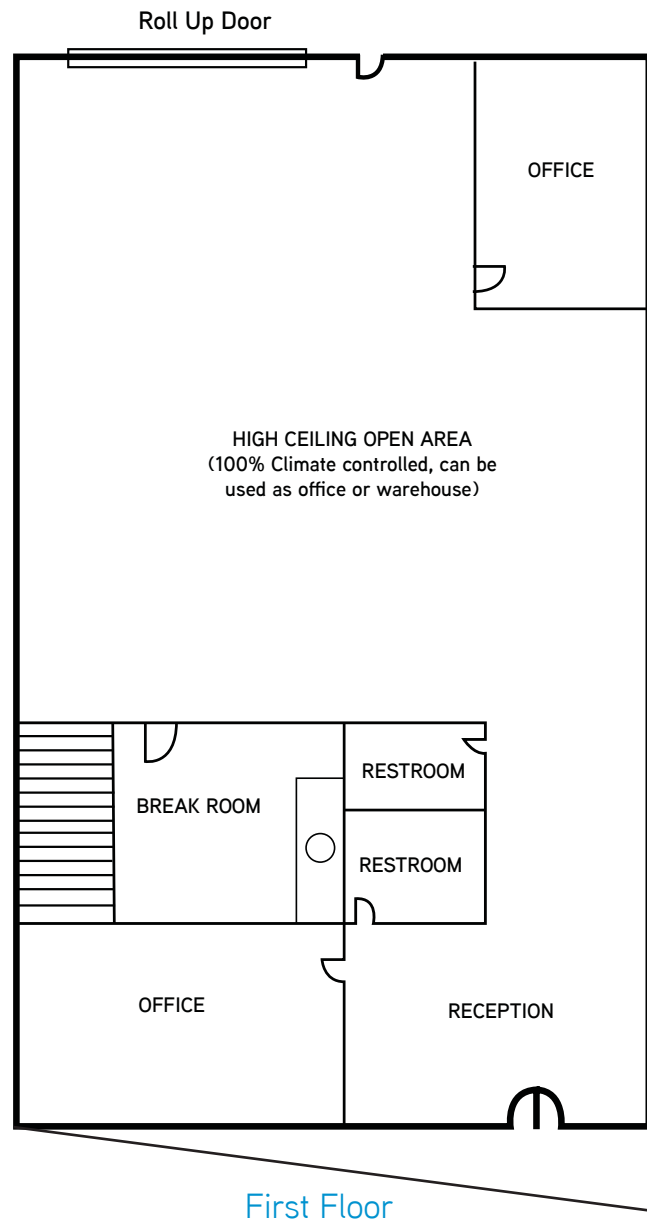 Roll Up Door
OFFICE
HIGH CEILING OPEN AREA
(100% Climate controlled, can be
used as office or warehouse)
RESTROOM
BREAK ROOM
RESTROOM
OFFICE
RECEPTION
First Floor